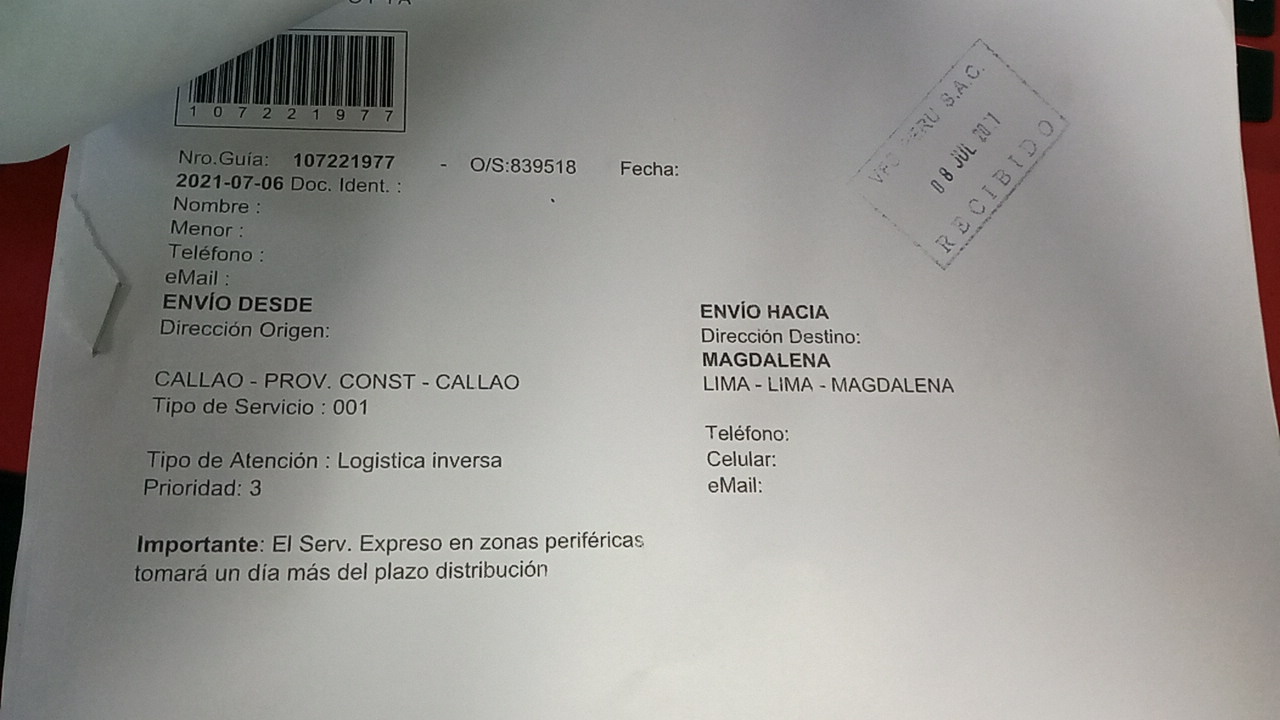 1 0 7 2 2 1 9 7 7
Nro.Guía: 107221977 - O/S:839518 Fecha:
2021-07-06 Doc. Ident. :
Nombre :
Menor :
Teléfono :
eMail :
ENVÍO DESDE
Dirección Origen:
CALLAO - PROV. CONST - CALLAO
Tipo de Servicio : 001
Tipo de Atención : Logistica inversa
Prioridad: 3
Importante: El Serv. Expreso en zonas periféricas
tomará un día más del plazo distribución
ENVÍO HACIA
Dirección Destino:
MAGDALENA
LIMA - LIMA - MAGDALENA
Teléfono:
Celular:
eMail:
PERU S.A.C.
08 JUL
RECIBIDO